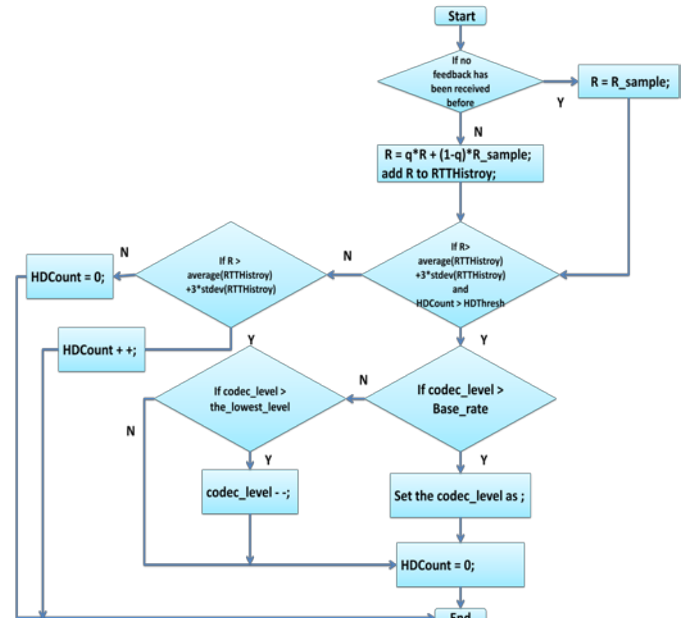 Start
If no
feedback has
been received
before
Y
R = R_sample;
N
R = q*R + (1-q)*R_sample;
add R to RTTHistroy;
If R>
average(RTTHistroy)
+3*stdev(RTTHistroy)
and
HDCount > HDThresh
N
If R >
average(RTTHistroy)
+3*stdev(RTTHistroy)
N
HDCount = 0;
HDCount + +;
Y
Y
If codec_level >
Base_rate
N
If codec_level >
the_lowest_level
N
Y
Y
codec_level - -;
Set the codec_level as ;
HDCount = 0;
End